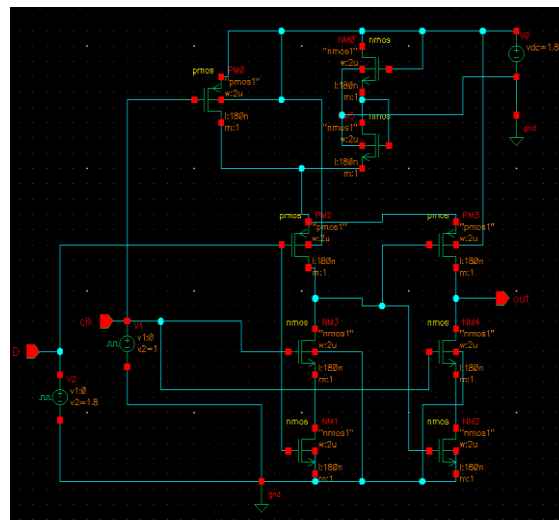 NM0 nmos
V0
"nmos1"
vdc=1.8
pmos PM0
w:2u
"pmos1"
w:2u
l:180n
m:1
"nmos1"
w:2u
l:180n
m:1
gnd
l:180n
m:1
pmos PM2
pmos PM3
"pmos1"
w:2u
"pmos1"
w:2u
l:180n
m:1
l:180n
m:1
out
clk
V1
nmos NM3
nmos NM4
v1:0
v2=1
"nmos1"
w:2u
"nmos1"
w:2u
D
V2
l:180n
m:1
l:180n
m:1
v1:0
v2=1.8
nmos NM1
nmos NM2
"nmos1"
w:2u
"nmos1"
w:2u
l:180n
m:1
l:180n
m:1
gnd